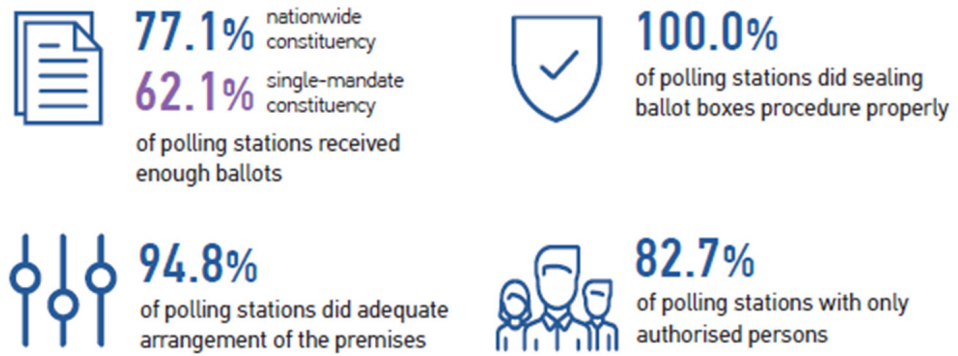 77.1% nationwide
constituency
62.1% single-mandate
constituency
of polling stations received
enough ballots
100.0%
of polling stations did sealing
ballot boxes procedure properly
94.8%
of polling stations did adequate
arrangement of the premises
82.7%
of polling stations with only
authorised persons